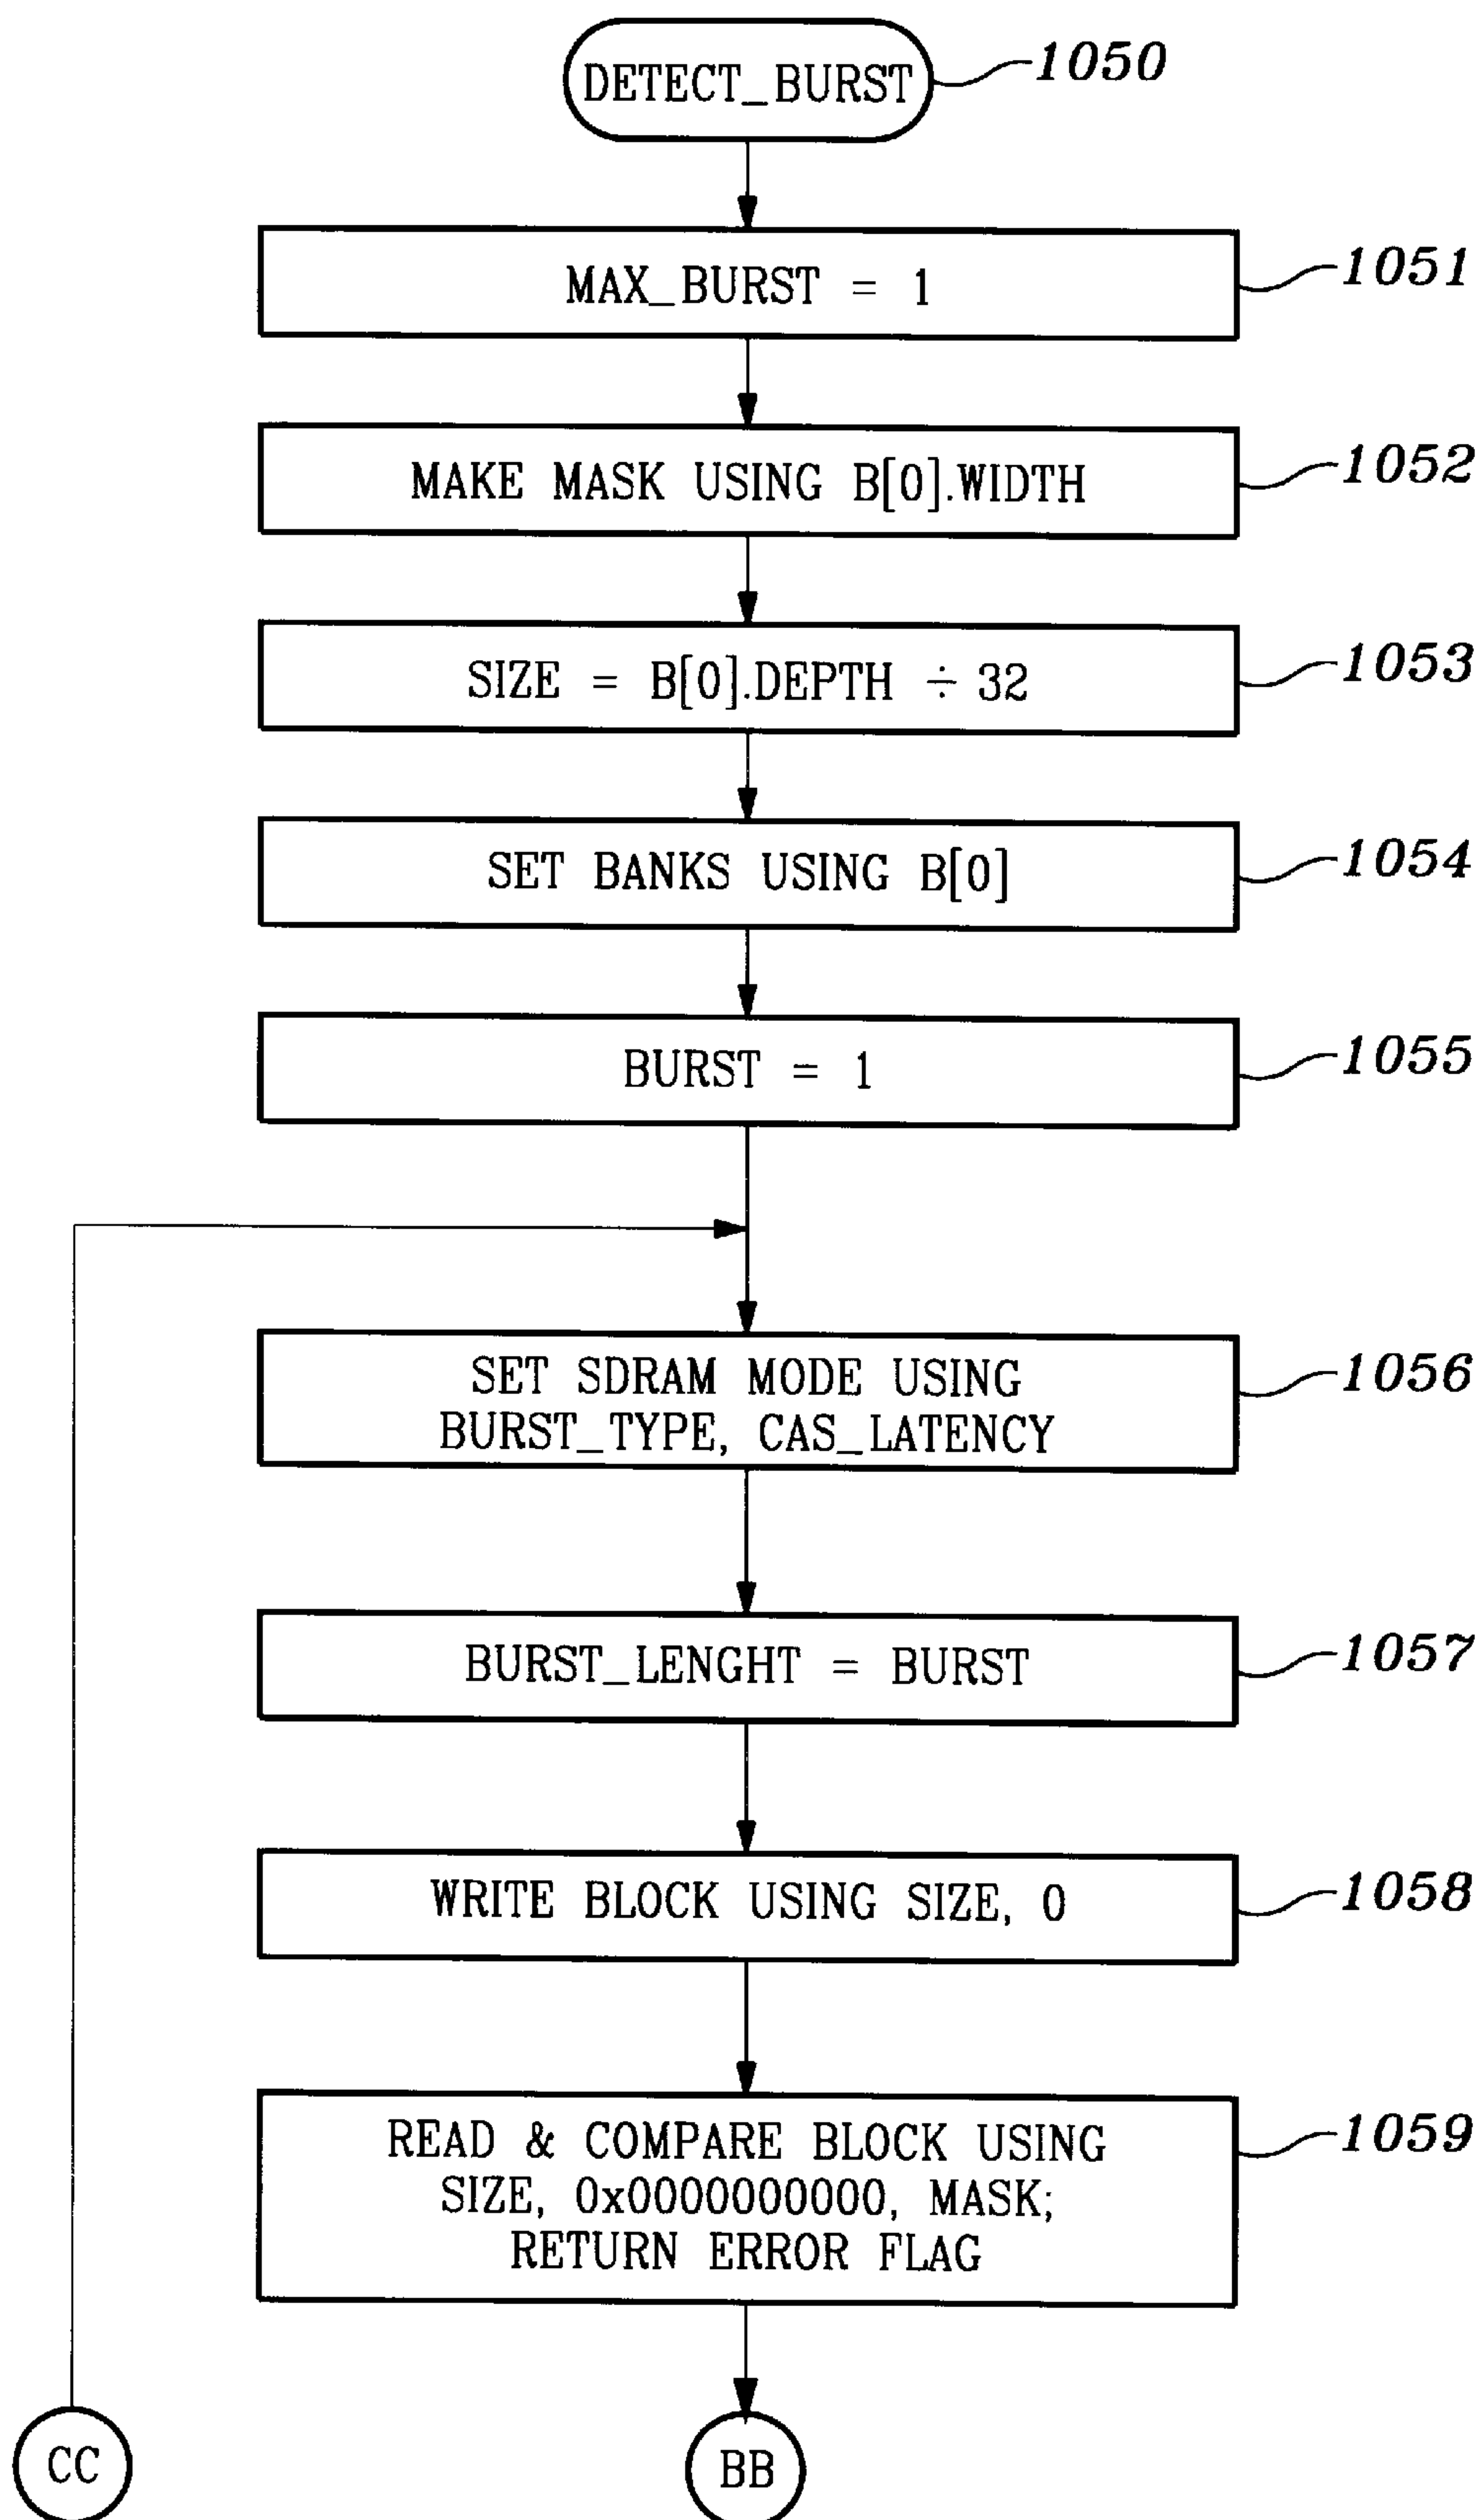 DETECT_BURST 1050
MAX_BURST = 1 1051
MAKE MASK USING B[0].WIDTH 1052
SIZE = B[0].DEPTH ÷ 32 1053
SET BANKS USING B[0] 1054
BURST = 1 1055
SET SDRAM MODE USING 1056
BURST_TYPE, CAS_LATENCY
BURST_LENGHT = BURST 1057
WRITE BLOCK USING SIZE, 0 1058
READ & COMPARE BLOCK USING 1059
SIZE, 0x0000000000, MASK;
RETURN ERROR FLAG
CC BB